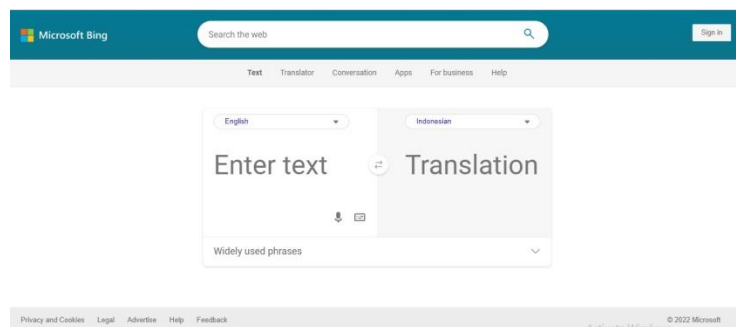 Microsoft Bing Search the web Sign in
Text Translator Conversation Apps For business Help
English Indonesian
Enter text Translation
Widely used phrases
Privacy and Cookies Legal Advertise Help Feedback © 2022 Microsoft